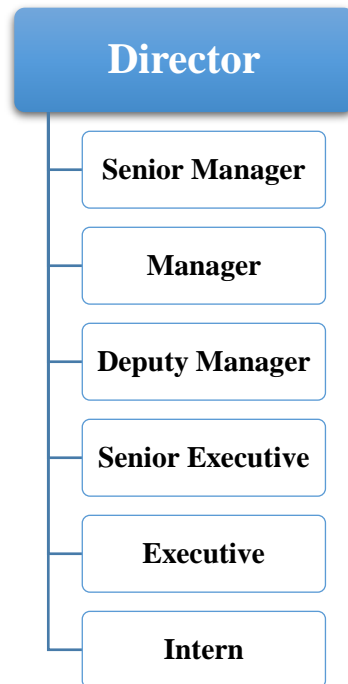 Director
Senior Manager
Manager
Deputy Manager
Senior Executive
Executive
Intern